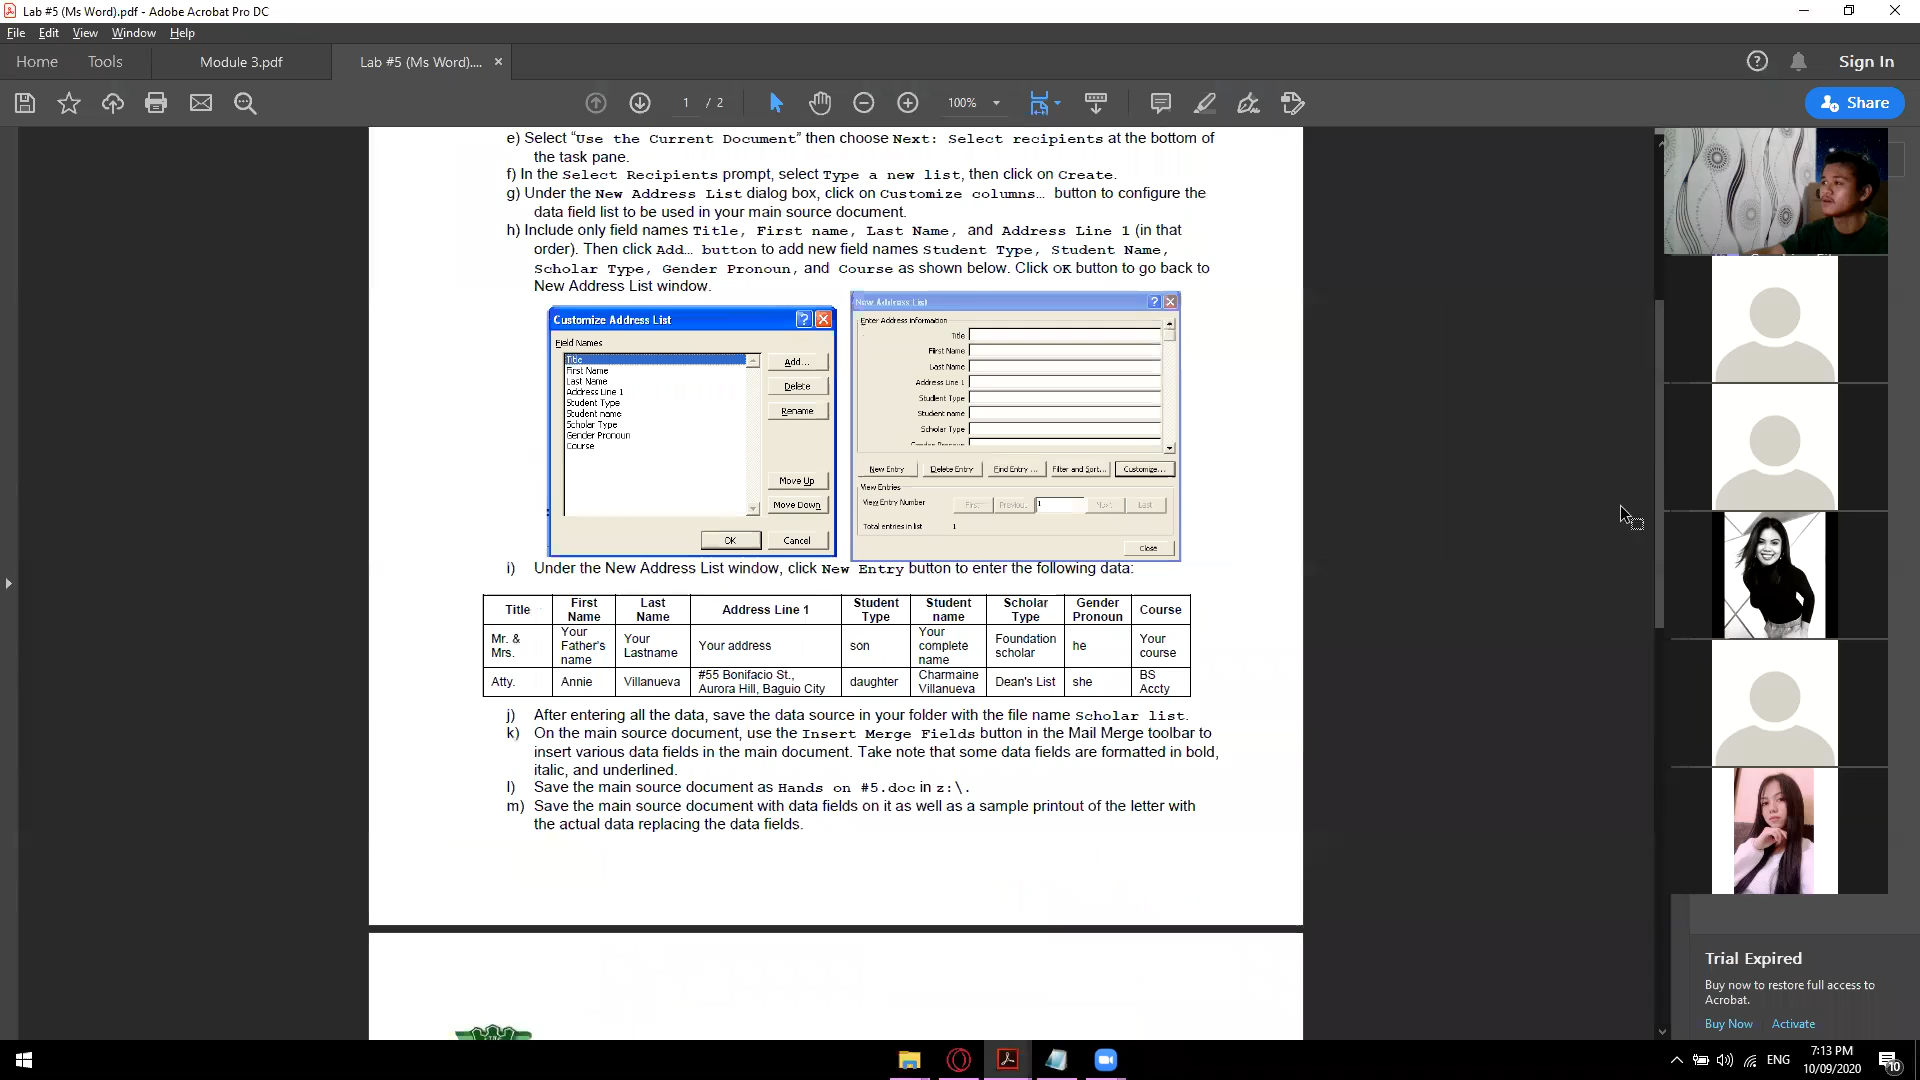 Lab #5 (Ms Word).pdf - Adobe Acrobat Pro DC
File Edit View Window Help
Home Tools Module 3.pdf Lab #5 (Ms Word).... × Sign In
1 / 2 100% Share
e) Select “Use the Current Document” then choose Next: Select recipients at the bottom of
the task pane.
f) In the Select Recipients prompt, select Type a new list, then click on Create.
g) Under the New Address List dialog box, click on Customize columns… button to configure the
data field list to be used in your main source document.
h) Include only field names Title, First name, Last Name, and Address Line 1 (in that
order). Then click Add… button to add new field names Student Type, Student Name,
Scholar Type, Gender Pronoun, and Course as shown below. Click OK button to go back to
New Address List window.
Customize Address List
Field Names
Title
First Name
Last Name
Address Line 1
Student Type
Student name
Scholar Type
Gender Pronoun
Course
Add...
Delete
Rename
Move Up
Move Down
OK Cancel
New Address List
Enter Address information
Title
First Name
Last Name
Address Line 1
Student Type
Student name
Scholar Type
Gender Pronoun
New Entry Delete Entry Find Entry ... Filter and Sort... Customize...
View Entries
View Entry Number First Previous 1 Next Last
Total entries in list 1
Close
i) Under the New Address List window, click New Entry button to enter the following data:
Title First Name Last Name Address Line 1 Student Type Student name Scholar Type Gender Pronoun Course
Mr. & Mrs. Your Father's name Your Lastname Your address son Your complete name Foundation scholar he Your course
Atty. Annie Villanueva #55 Bonifacio St., Aurora Hill, Baguio City daughter Charmaine Villanueva Dean's List she BS Accty
j) After entering all the data, save the data source in your folder with the file name Scholar list.
k) On the main source document, use the Insert Merge Fields button in the Mail Merge toolbar to
insert various data fields in the main document. Take note that some data fields are formatted in bold,
italic, and underlined.
l) Save the main source document as Hands on #5.doc in z:\.
m) Save the main source document with data fields on it as well as a sample printout of the letter with
the actual data replacing the data fields.
Trial Expired
Buy now to restore full access to
Acrobat.
Buy Now Activate
ENG
7:13 PM
10/09/2020
10